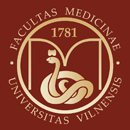 FACULTAS MEDICINAE
1781
UNIVERSITAS VILNENSIS